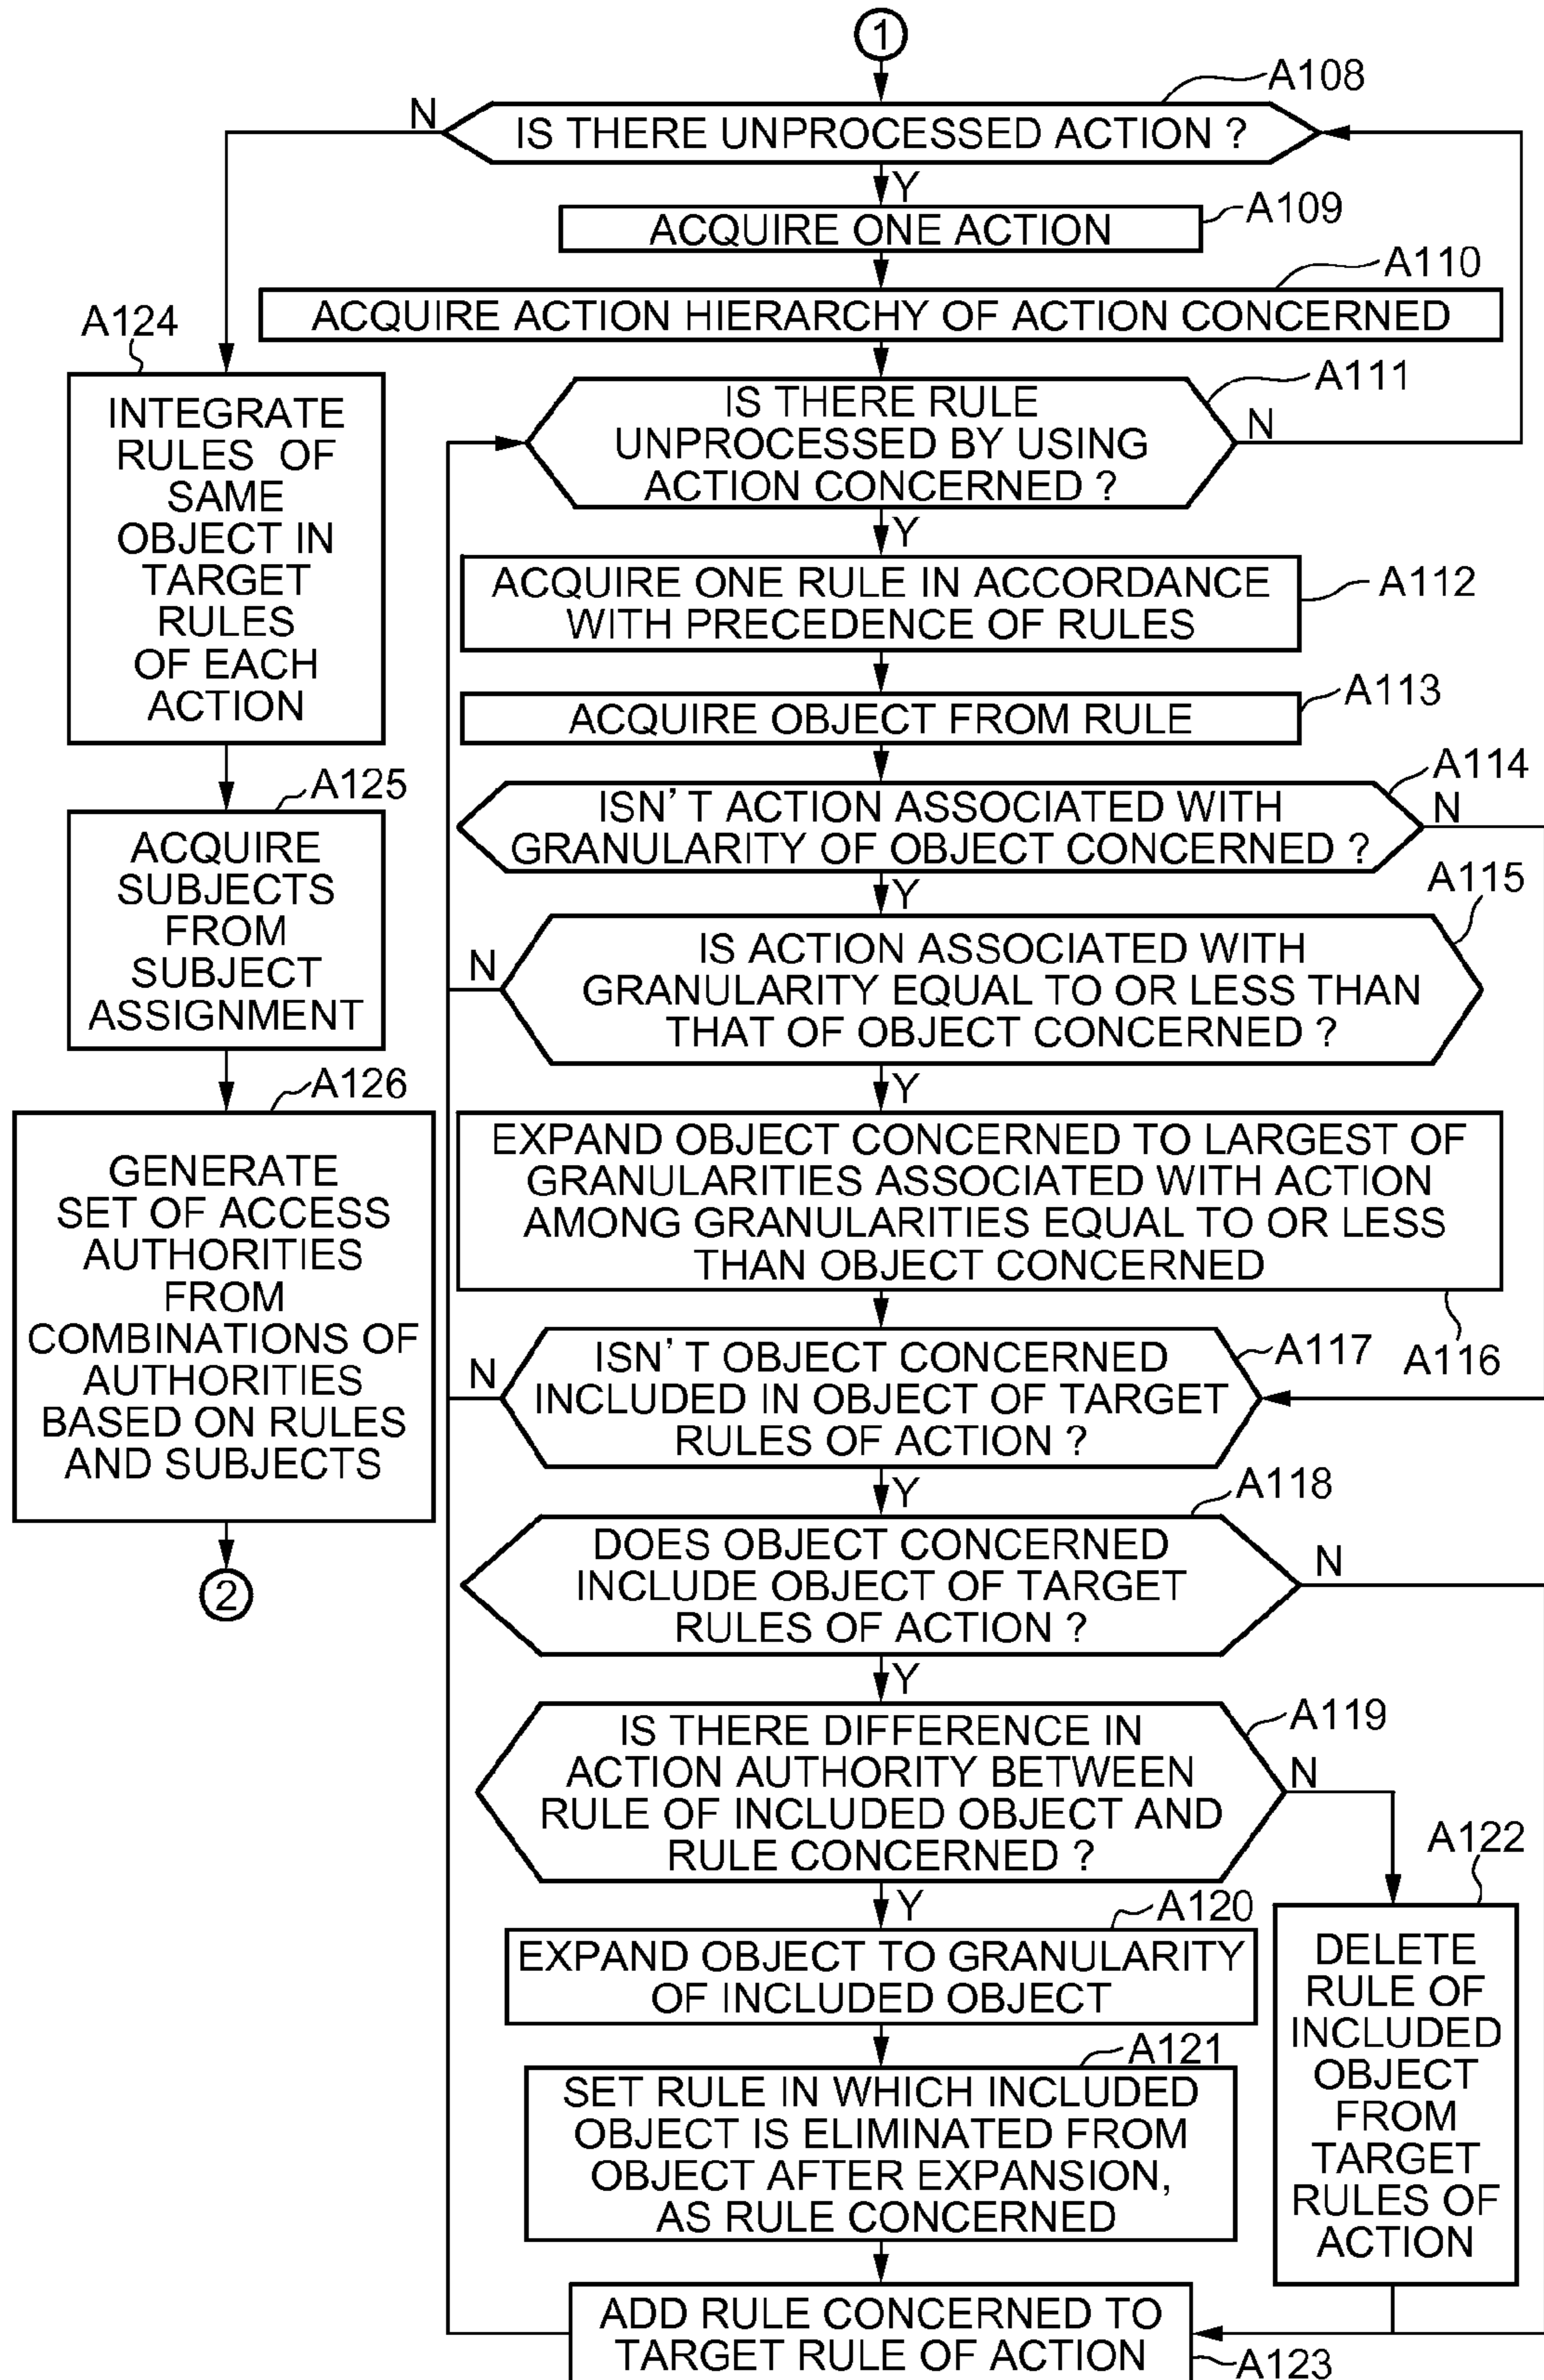 1
A108
N
IS THERE UNPROCESSED ACTION ?
Y
A109
ACQUIRE ONE ACTION
A110
ACQUIRE ACTION HIERARCHY OF ACTION CONCERNED
A111
IS THERE RULE
UNPROCESSED BY USING
ACTION CONCERNED ?
N
Y
ACQUIRE ONE RULE IN ACCORDANCE
WITH PRECEDENCE OF RULES
A112
A113
ACQUIRE OBJECT FROM RULE
A114
ISN'T ACTION ASSOCIATED WITH
GRANULARITY OF OBJECT CONCERNED ?
N
Y
A115
IS ACTION ASSOCIATED WITH
GRANULARITY EQUAL TO OR LESS THAN
THAT OF OBJECT CONCERNED ?
N
Y
EXPAND OBJECT CONCERNED TO LARGEST OF
GRANULARITIES ASSOCIATED WITH ACTION
AMONG GRANULARITIES EQUAL TO OR LESS
THAN OBJECT CONCERNED
A116
A117
ISN'T OBJECT CONCERNED
INCLUDED IN OBJECT OF TARGET
RULES OF ACTION ?
N
Y
A118
DOES OBJECT CONCERNED
INCLUDE OBJECT OF TARGET
RULES OF ACTION ?
N
Y
A119
IS THERE DIFFERENCE IN
ACTION AUTHORITY BETWEEN
RULE OF INCLUDED OBJECT AND
RULE CONCERNED ?
N
Y
A120
EXPAND OBJECT TO GRANULARITY
OF INCLUDED OBJECT
A121
SET RULE IN WHICH INCLUDED
OBJECT IS ELIMINATED FROM
OBJECT AFTER EXPANSION,
AS RULE CONCERNED
A122
DELETE
RULE OF
INCLUDED
OBJECT
FROM
TARGET
RULES OF
ACTION
ADD RULE CONCERNED TO
TARGET RULE OF ACTION
A123
A124
INTEGRATE
RULES OF
SAME
OBJECT IN
TARGET
RULES
OF EACH
ACTION
A125
ACQUIRE
SUBJECTS
FROM
SUBJECT
ASSIGNMENT
A126
GENERATE
SET OF ACCESS
AUTHORITIES
FROM
COMBINATIONS OF
AUTHORITIES
BASED ON RULES
AND SUBJECTS
2